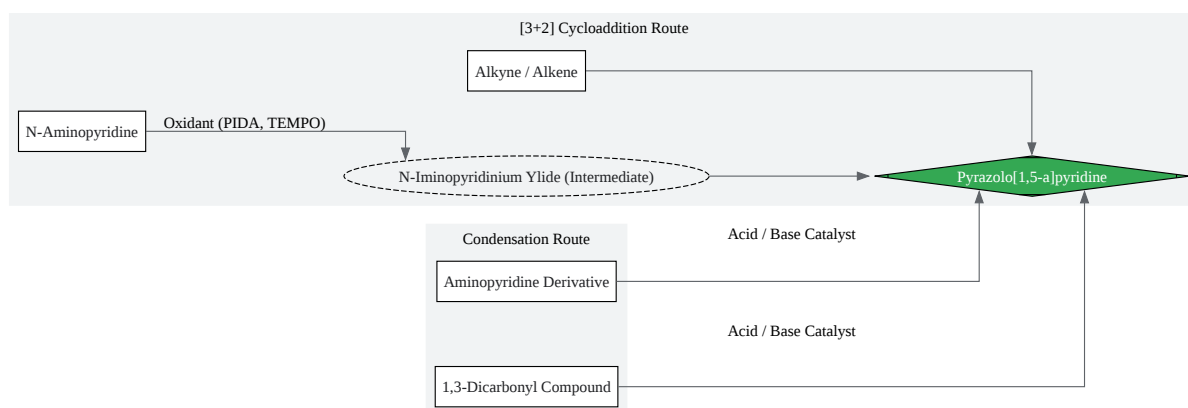 [3+2] Cycloaddition Route
Alkyne / Alkene
N-Aminopyridine
Oxidant (PIDA, TEMPO)
N-Iminopyridinium Ylide (Intermediate)
Pyrazolo[1,5-a]pyridine
Condensation Route
Acid / Base Catalyst
Aminopyridine Derivative
Acid / Base Catalyst
1,3-Dicarbonyl Compound